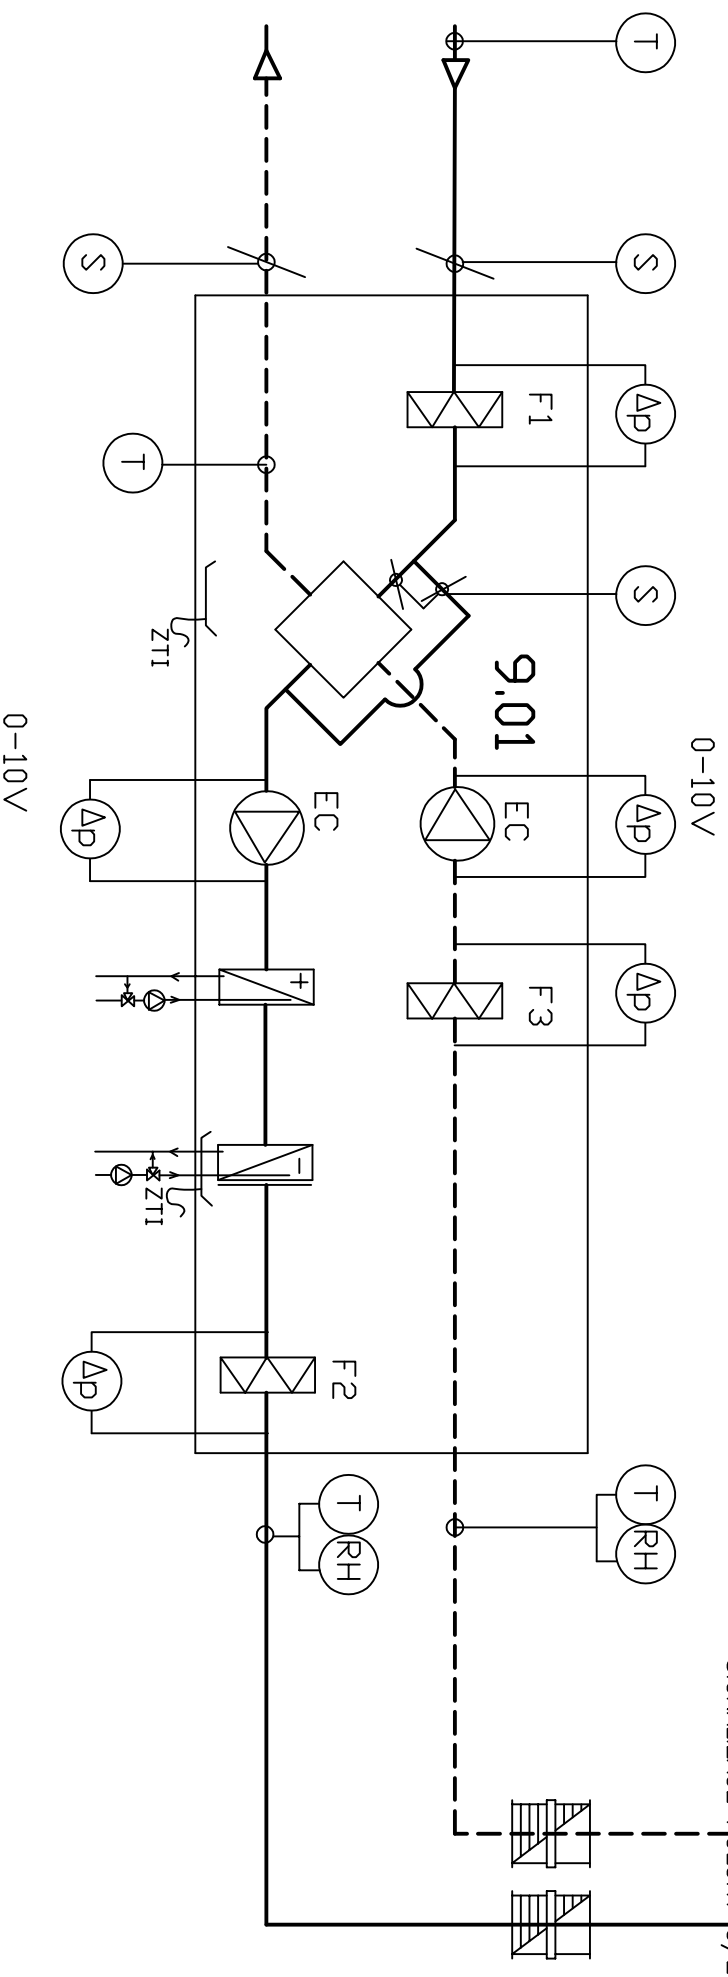 T
S
S
Δp
F1
T
S
ZTI
9.01
0-10V
0-10V
Δp
EC
EC
Δp
Δp
F3
+
-
ZTI
Δp
F2
T
RH
T
RH